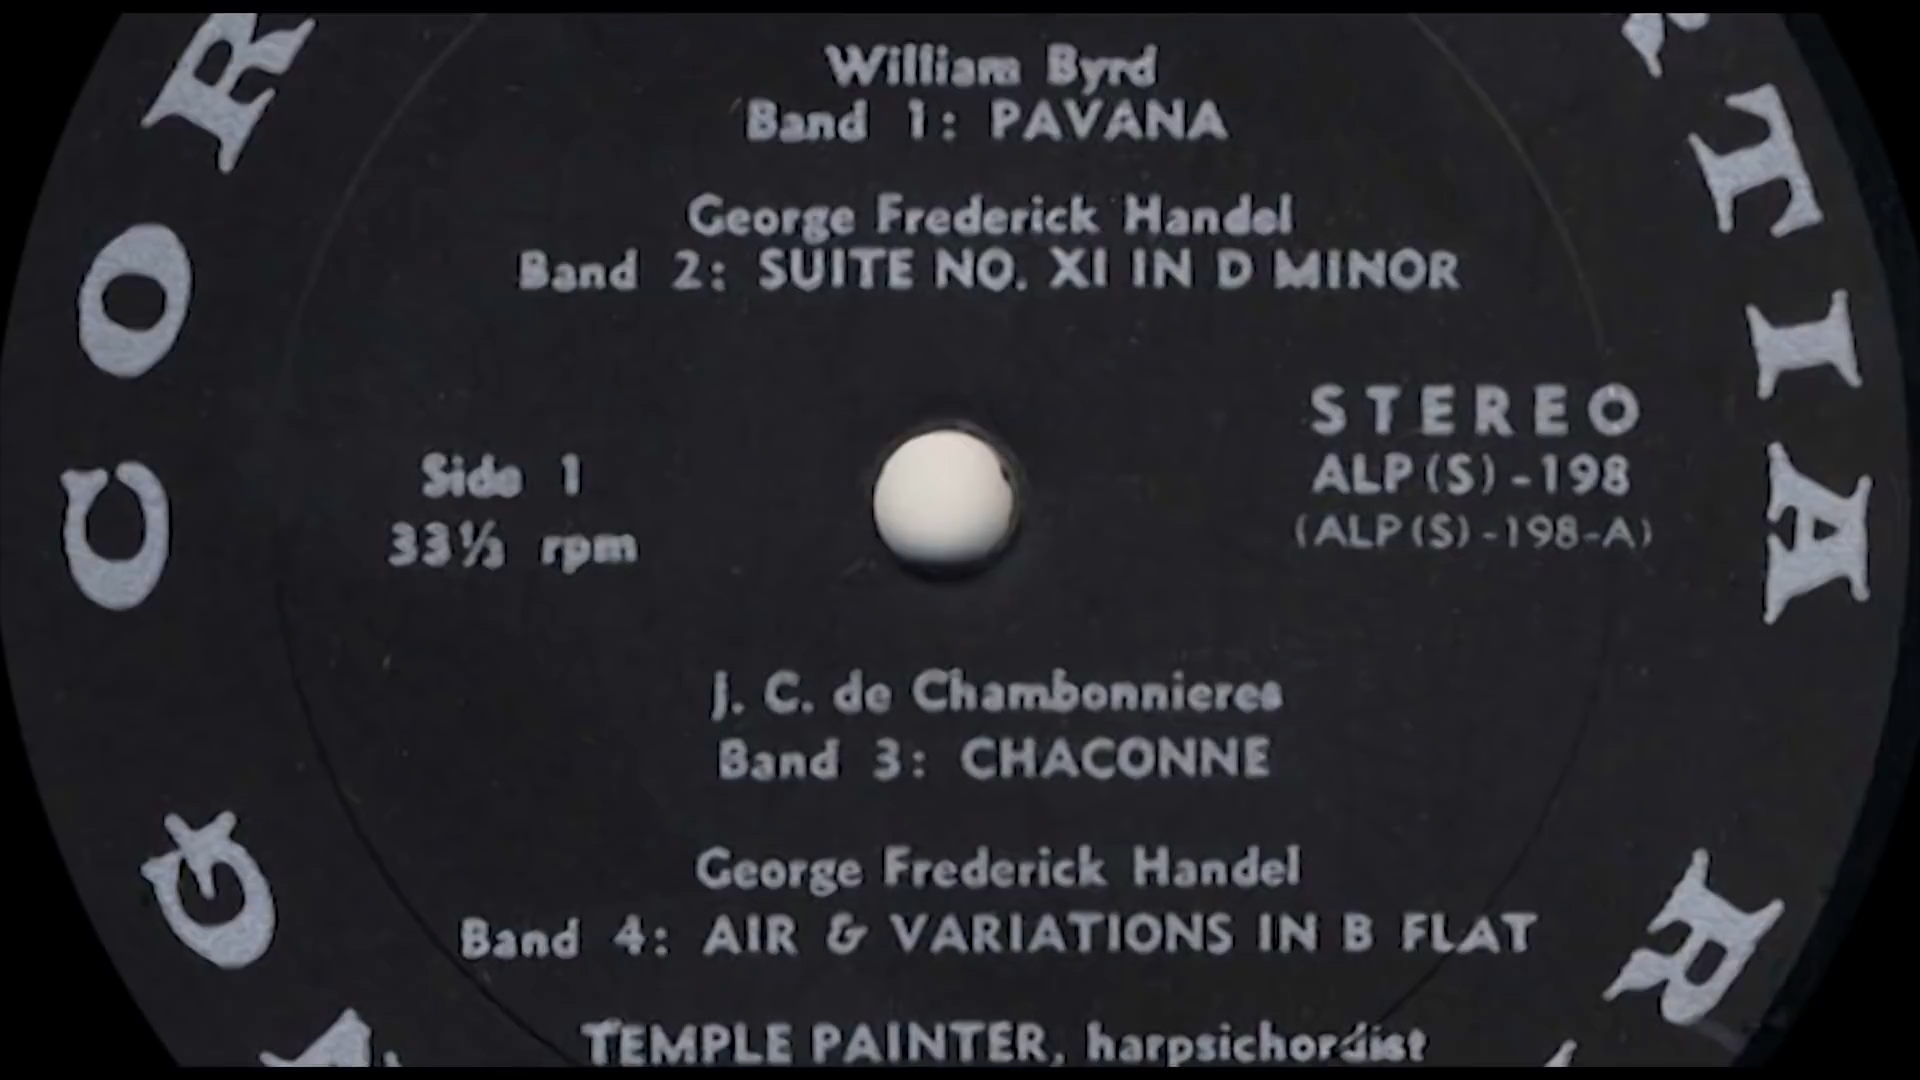 William Byrd
Band 1: PAVANA
George Frederick Handel
Band 2: SUITE NO. XI IN D MINOR
STEREO
Side 1
ALP(S)-198
33⅓ rpm
(ALP(S)-198-A)
J. C. de Chambonnieres
Band 3: CHACONNE
George Frederick Handel
Band 4: AIR & VARIATIONS IN B FLAT
TEMPLE PAINTER, harpsichordist